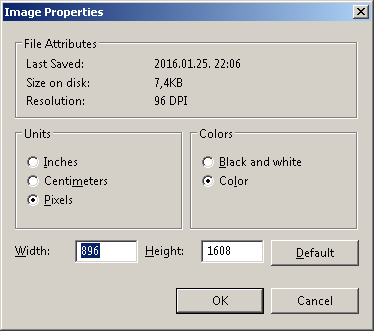 Image Properties
File Attributes
Last Saved: 2016.01.25. 22:06
Size on disk: 7,4KB
Resolution: 96 DPI
Units
Inches
Centimeters
Pixels
Colors
Black and white
Color
Width: 896 Height: 1608 Default
OK Cancel